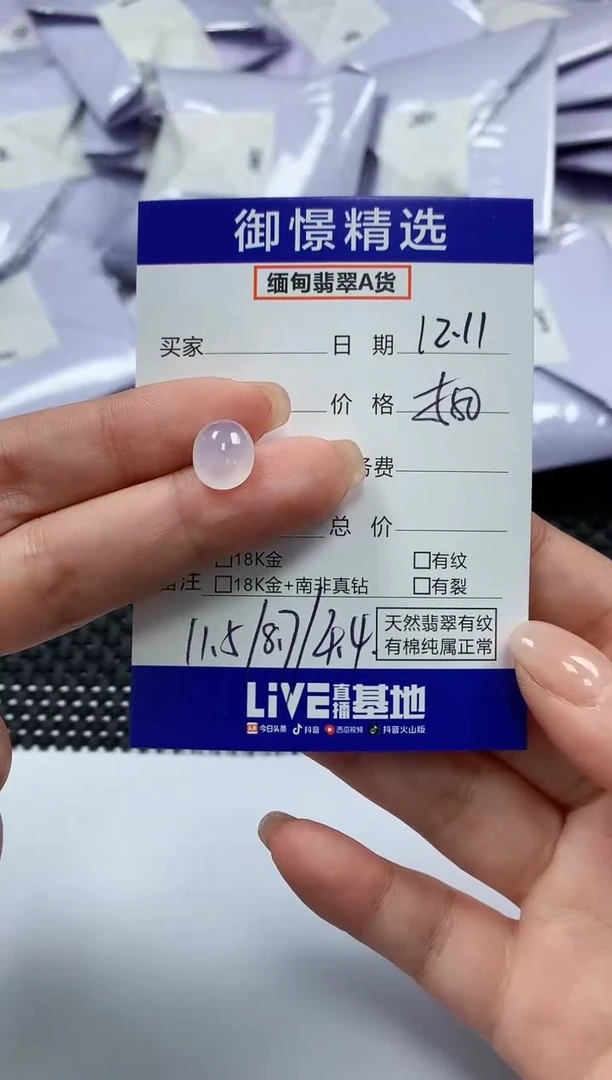 御憬精选
缅甸翡翠A货
买家 日 期 12.11
价 格
务费
总 价
18K金 有纹
备注 18K金+南非真钻 有裂
11.5/8.7/4.4
天然翡翠有纹
有棉纯属正常
LiVE直播基地
今日头条 抖音 西瓜视频 抖音火山版